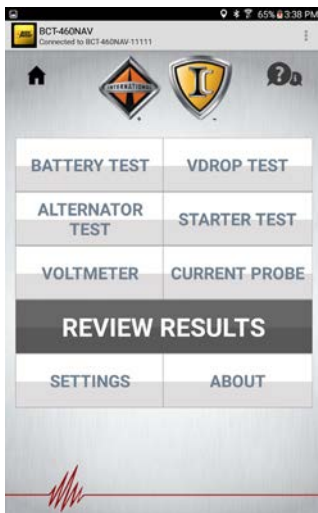 65% 3:38 PM
BCT-460NAV
Connected to BCT-460NAV-11111
INTERNATIONAL
I
BATTERY TEST
VDROP TEST
ALTERNATOR
TEST
STARTER TEST
VOLTMETER
CURRENT PROBE
REVIEW RESULTS
SETTINGS
ABOUT